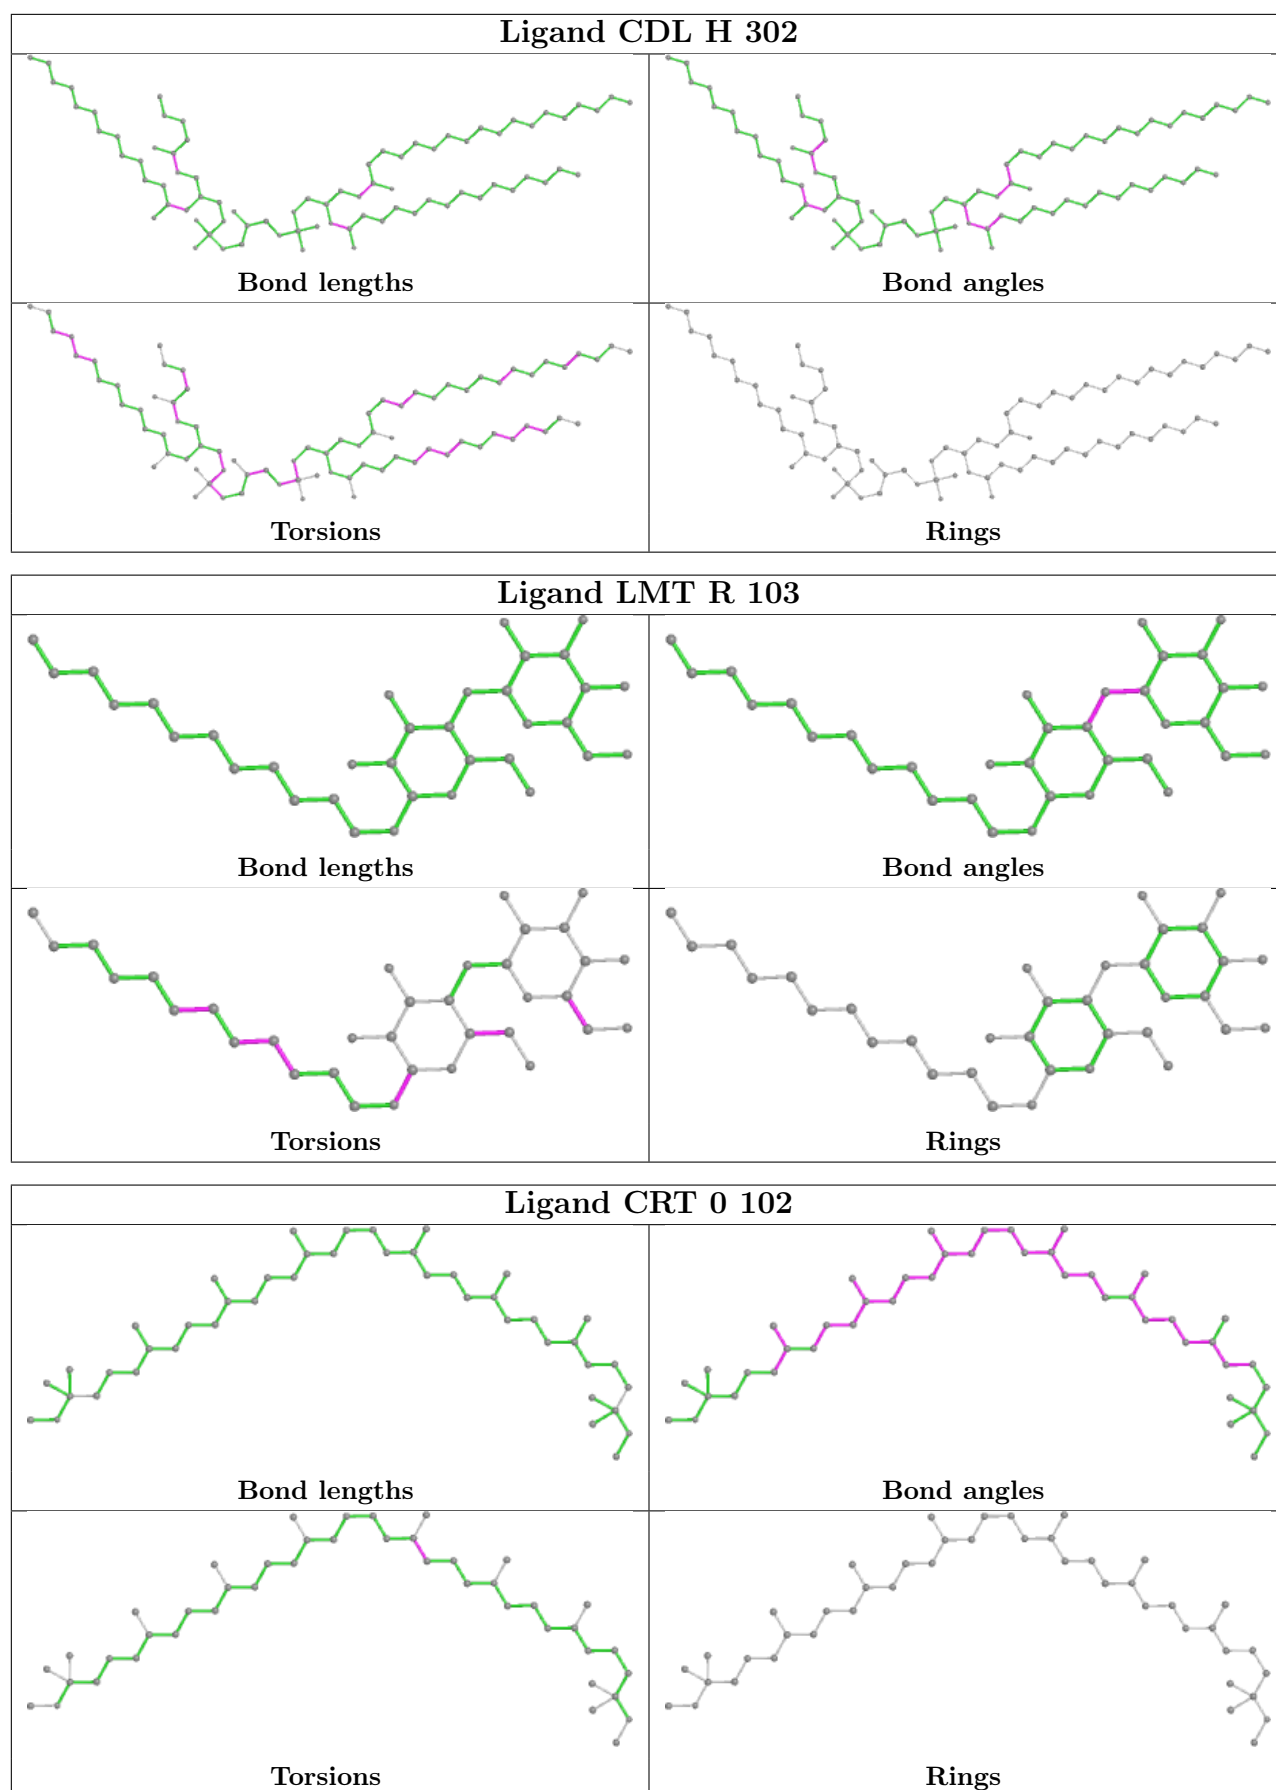 Ligand CDL H 302
Bond lengths
Bond angles
Torsions
Rings
Ligand LMT R 103
Bond lengths
Bond angles
Torsions
Rings
Ligand CRT 0 102
Bond lengths
Bond angles
Torsions
Rings